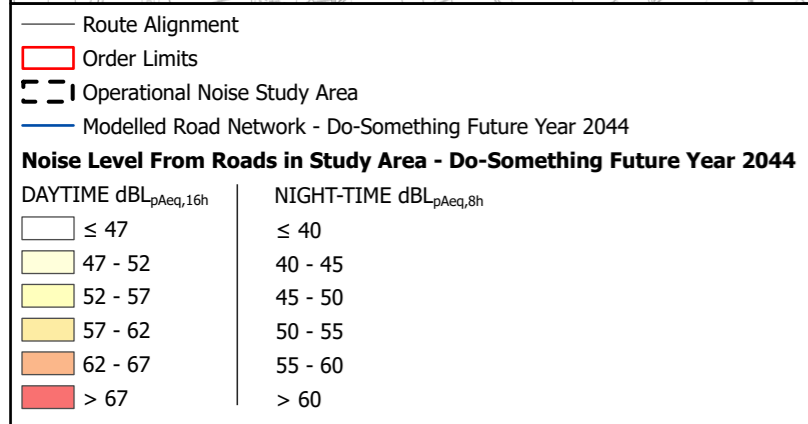 Route Alignment
Order Limits
Operational Noise Study Area
Modelled Road Network - Do-Something Future Year 2044
Noise Level From Roads in Study Area - Do-Something Future Year 2044
DAYTIME dBLpAeq,16h NIGHT-TIME dBLpAeq,8h
≤ 47 ≤ 40
47 - 52 40 - 45
52 - 57 45 - 50
57 - 62 50 - 55
62 - 67 55 - 60
> 67 > 60